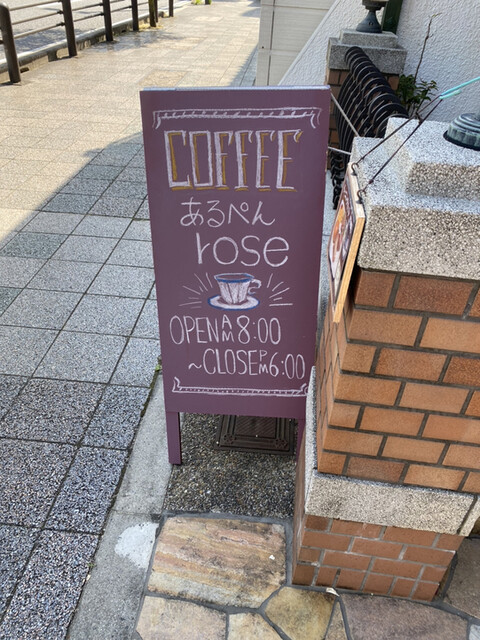 COFFEE
あるぺん
rose
OPEN AM 8:00
~CLOSE PM 6:00